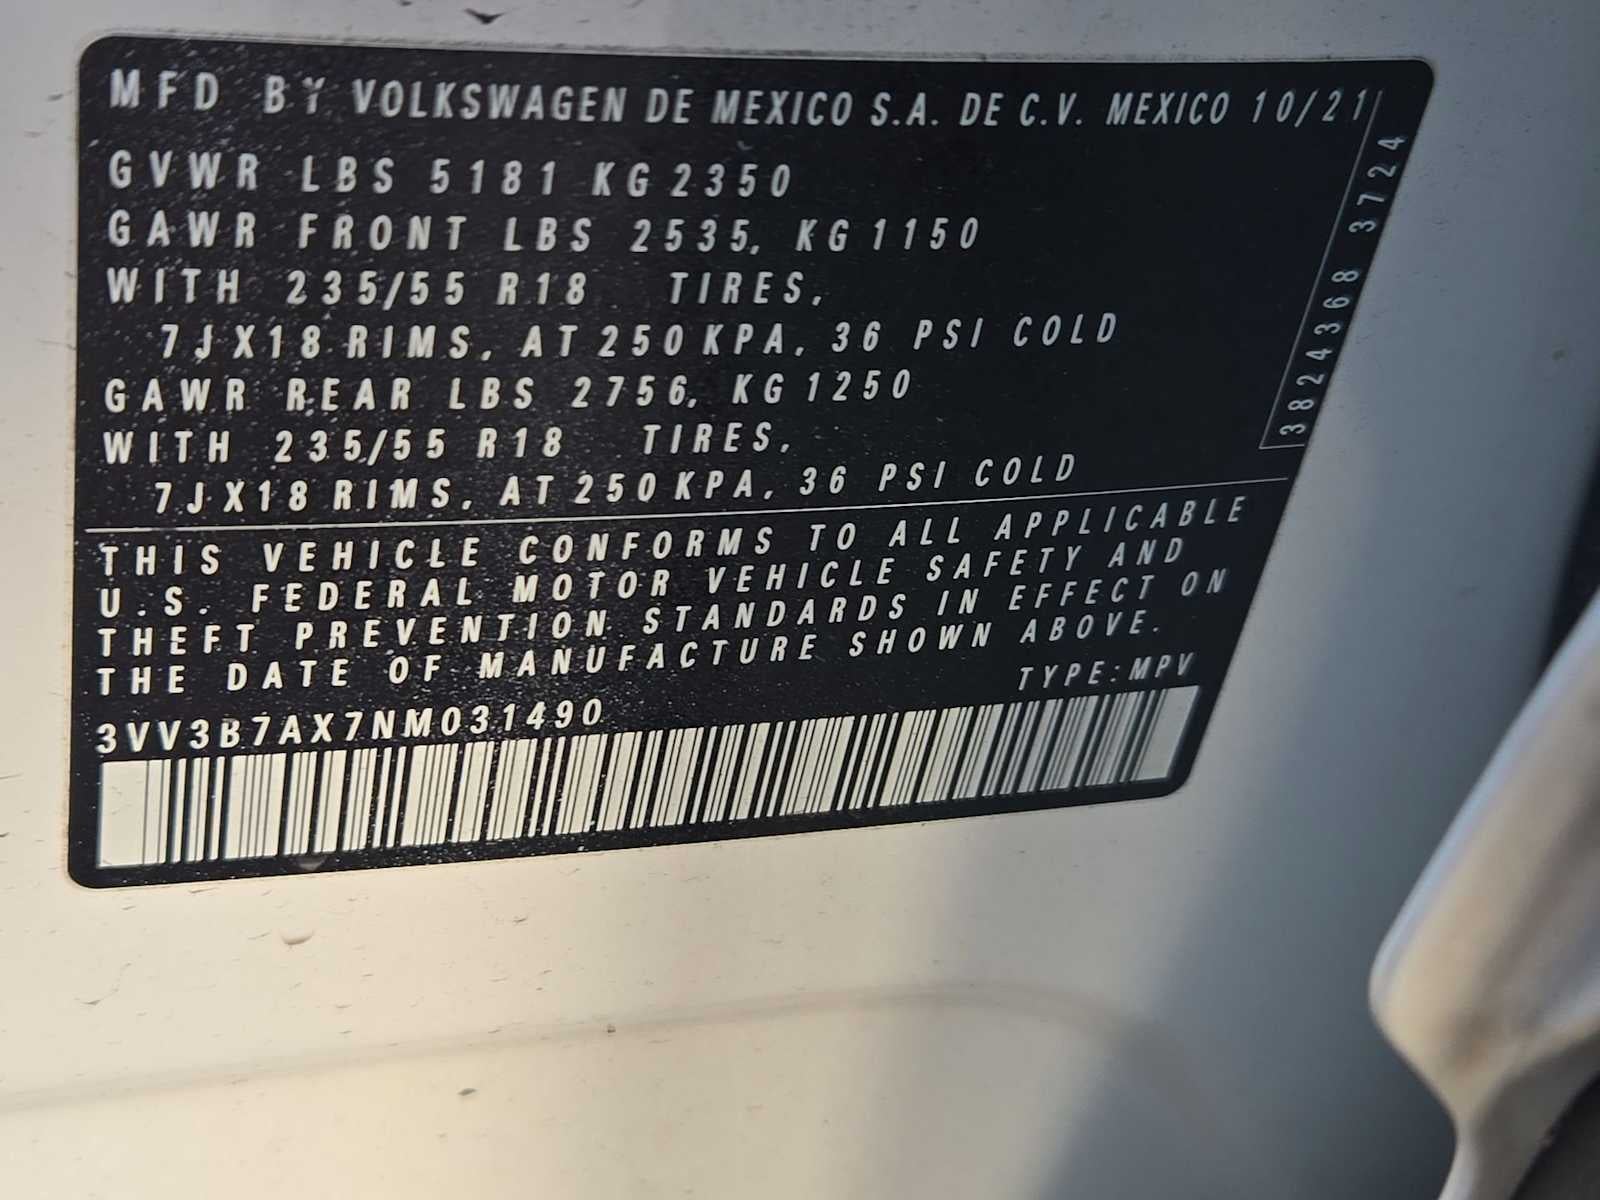 MFD BY VOLKSWAGEN DE MEXICO S.A. DE C.V. MEXICO 10/21
GVWR LBS 5181 KG 2350
GAWR FRONT LBS 2535, KG 1150
WITH 235/55 R18 TIRES,
7JX18 RIMS, AT 250 KPA, 36 PSI COLD
GAWR REAR LBS 2756, KG 1250
WITH 235/55 R18 TIRES,
7JX18 RIMS, AT 250 KPA, 36 PSI COLD
3824368 3724
THIS VEHICLE CONFORMS TO ALL APPLICABLE
U.S. FEDERAL MOTOR VEHICLE SAFETY AND
THEFT PREVENTION STANDARDS IN EFFECT ON
THE DATE OF MANUFACTURE SHOWN ABOVE.
TYPE: MPV
3VV3B7AX7NM031490